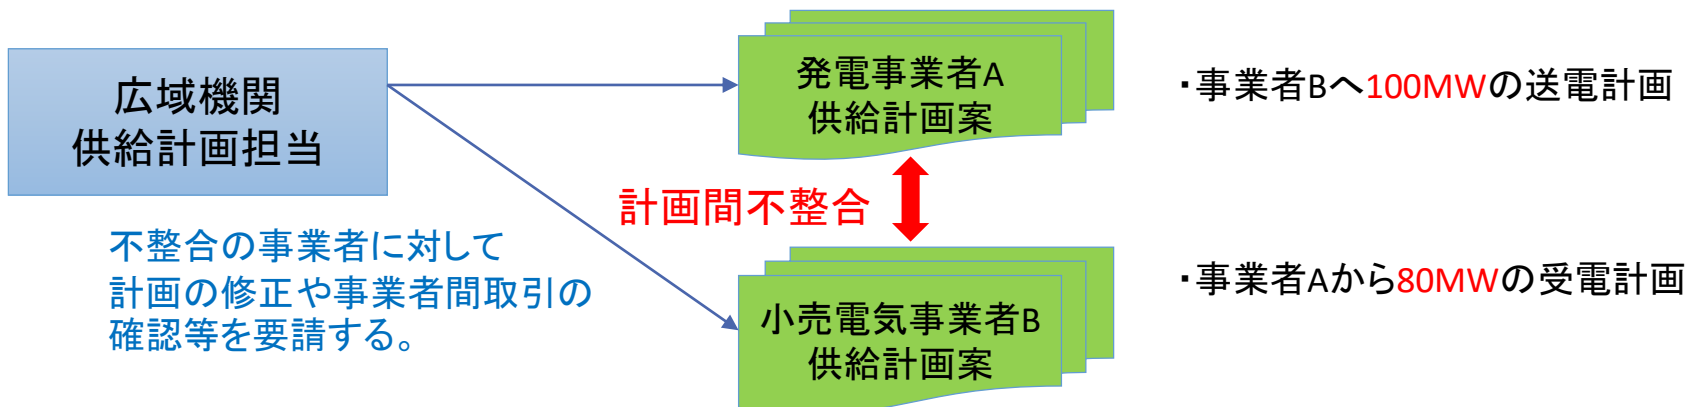 広域機関
供給計画担当
発電事業者A
供給計画案
・事業者Bへ100MWの送電計画
計画間不整合
不整合の事業者に対して
計画の修正や事業者間取引の
確認等を要請する。
小売電気事業者B
供給計画案
・事業者Aから80MWの受電計画